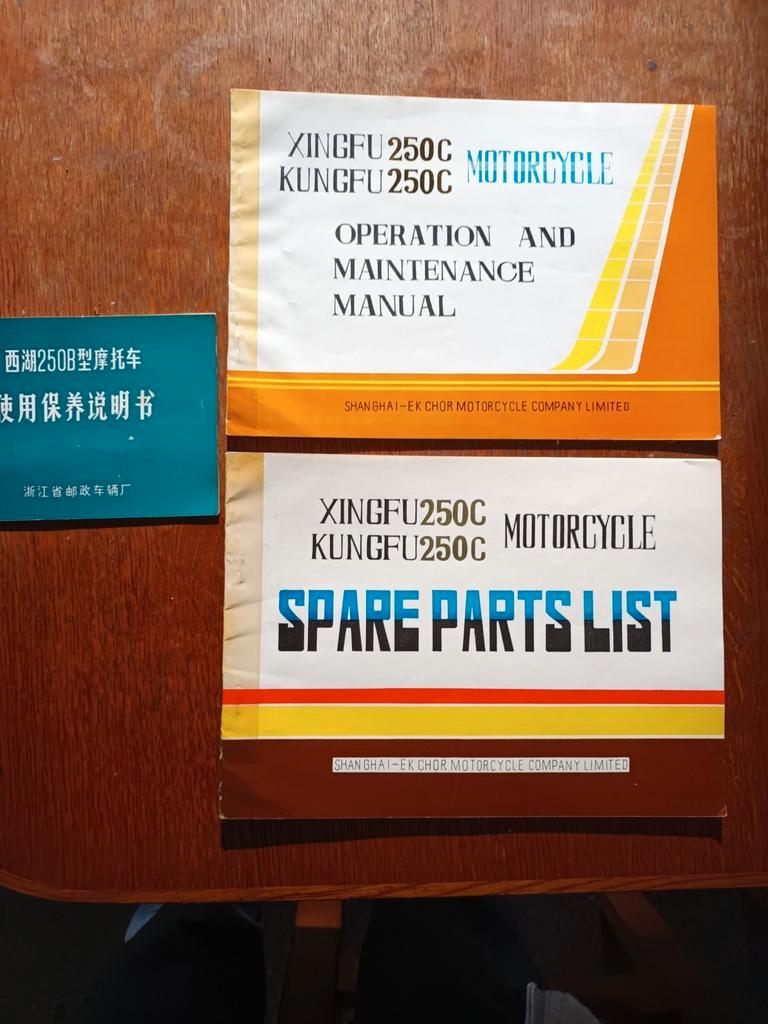 XINGFU 250C
KUNGFU 250C
MOTORCYCLE
OPERATION AND
MAINTENANCE
MANUAL
SHANGHAI-EK CHOR MOTORCYCLE COMPANY LIMITED
西湖250B型摩托车
使用保养说明书
浙江省邮政车辆厂
XINGFU 250C
KUNGFU 250C
MOTORCYCLE
SPARE PARTS LIST
SHANGHAI-EK CHOR MOTORCYCLE COMPANY LIMITED